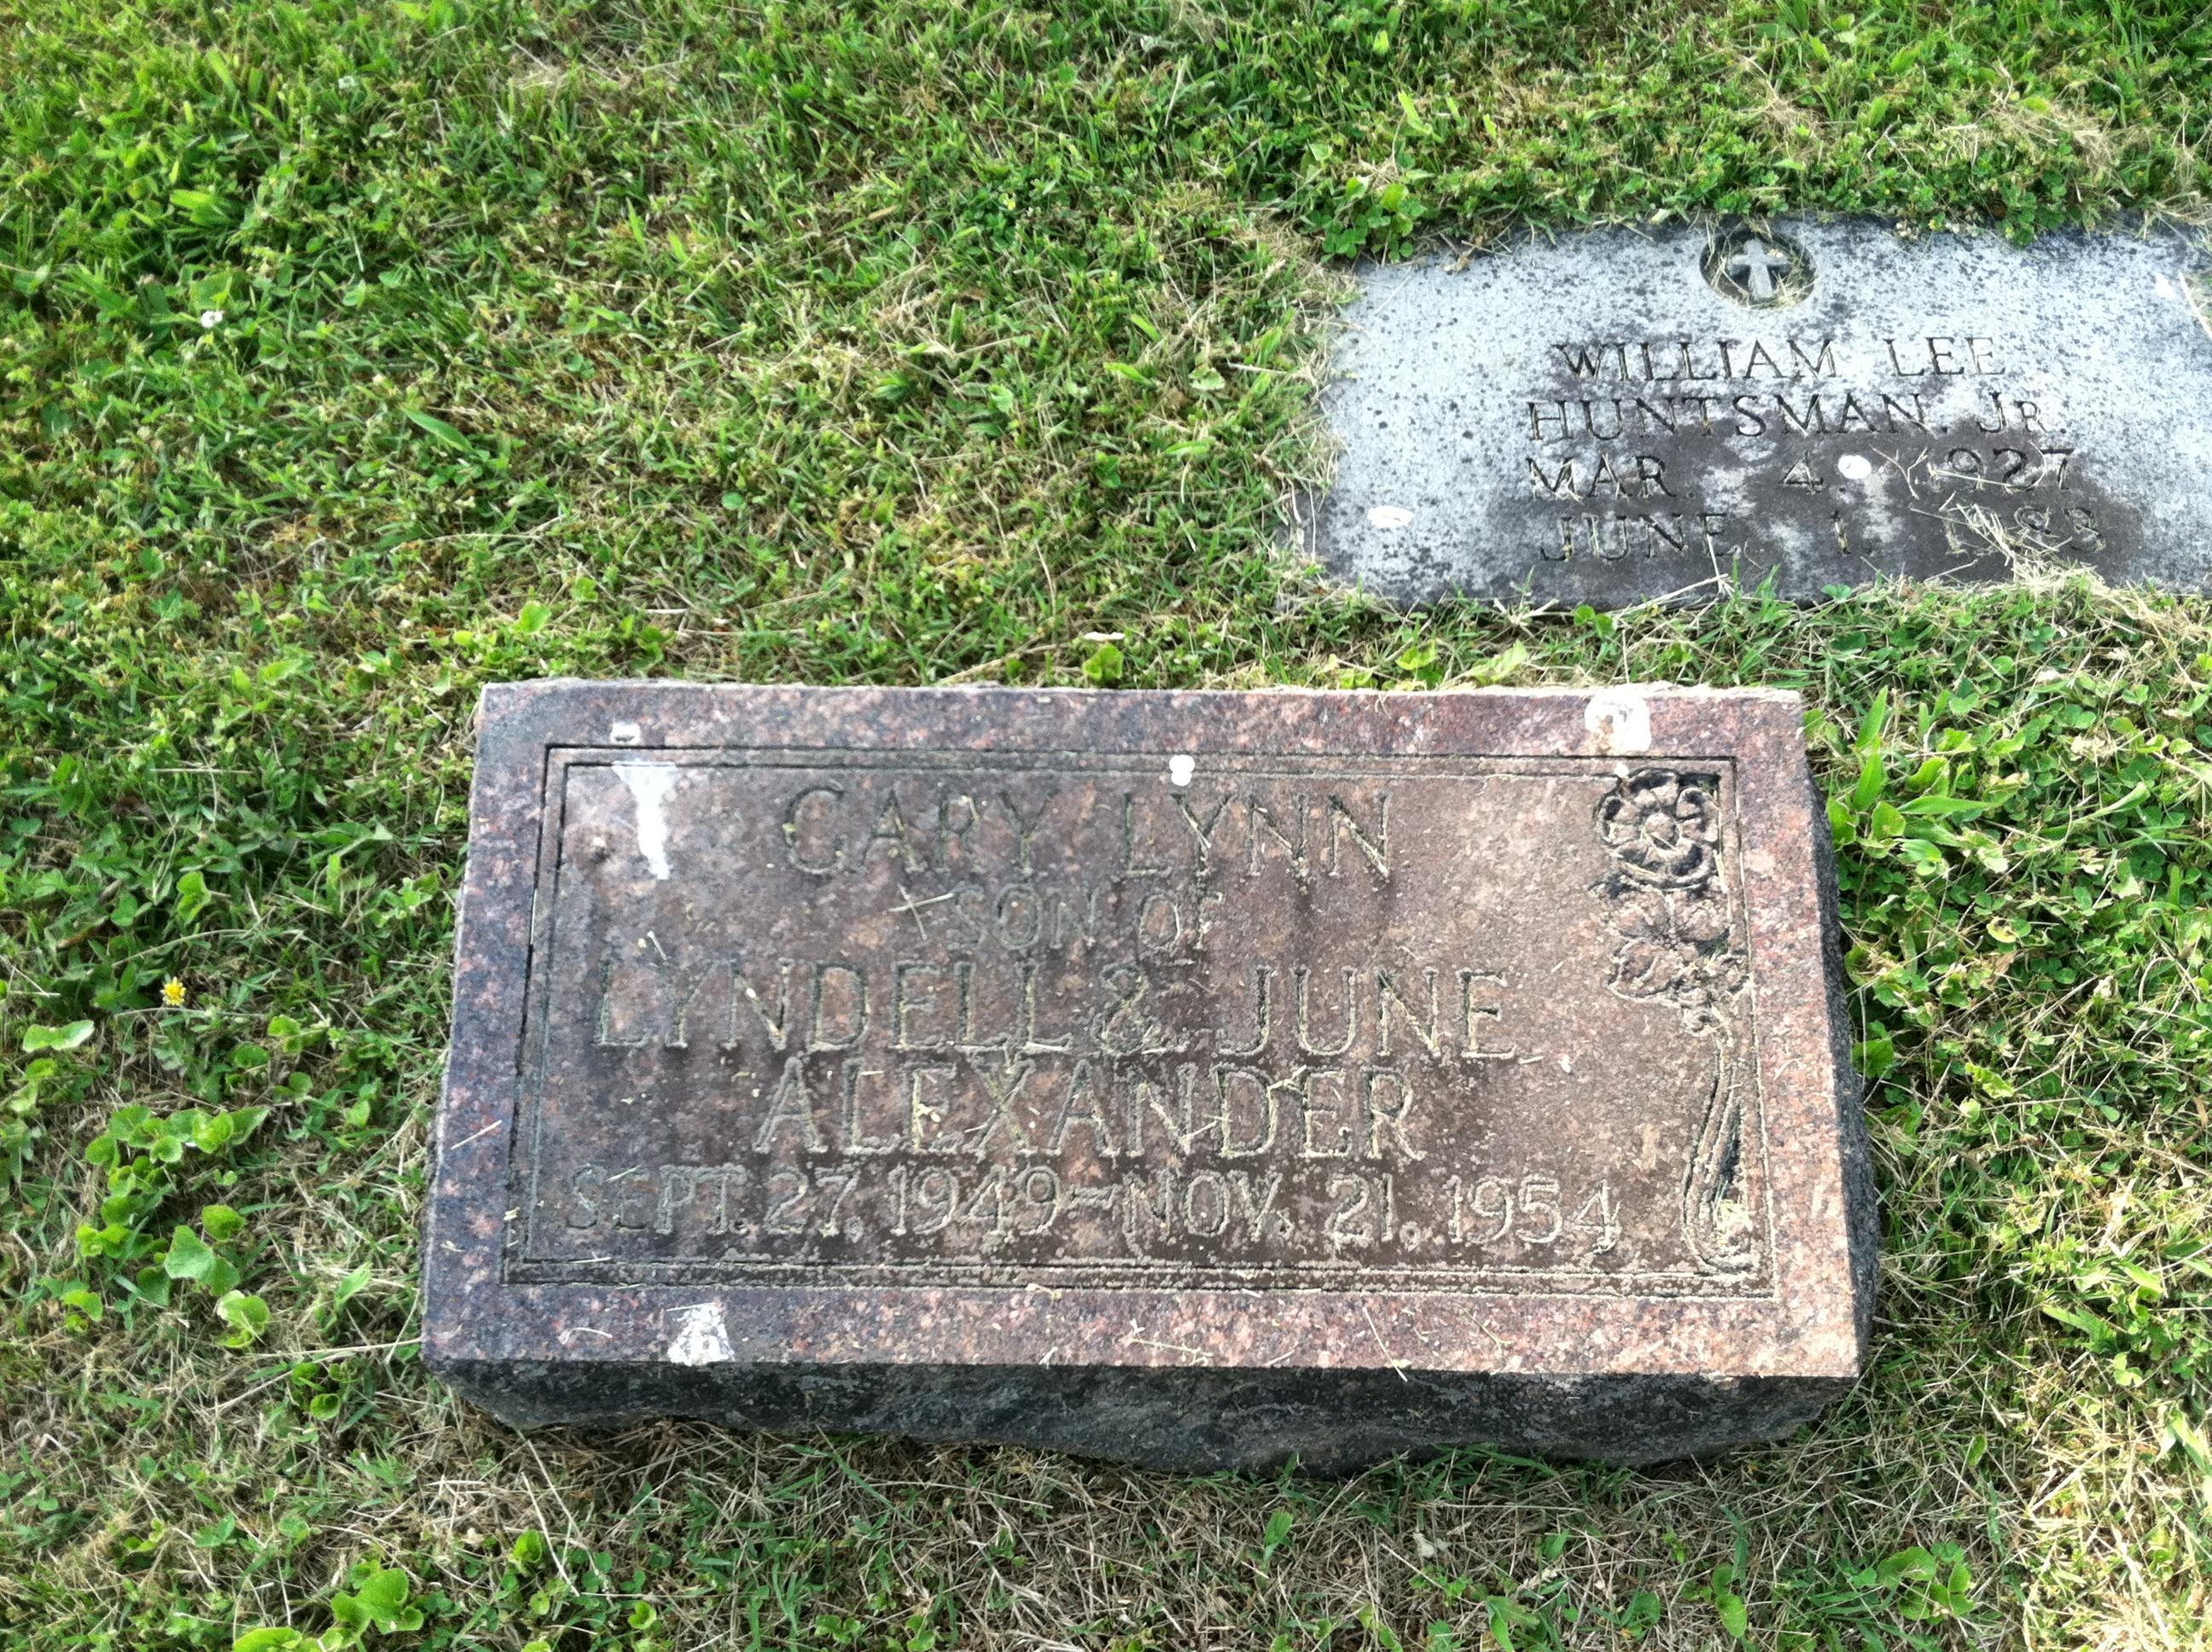 WILLIAM LEE
HUNTSMAN, JR.
MAR. 4, 1927
JUNE 1,
GARY LYNN
SON OF
LYNDELL & JUNE
ALEXANDER
SEPT. 27, 1949 - NOV. 21, 1954